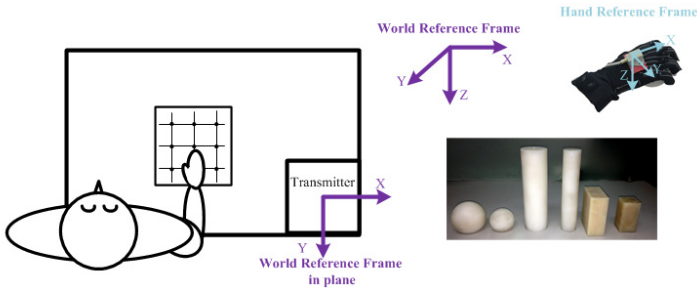 Hand Reference Frame
X
Z
Y
World Reference Frame
X
Y
Z
Transmitter
X
Y
World Reference Frame
in plane